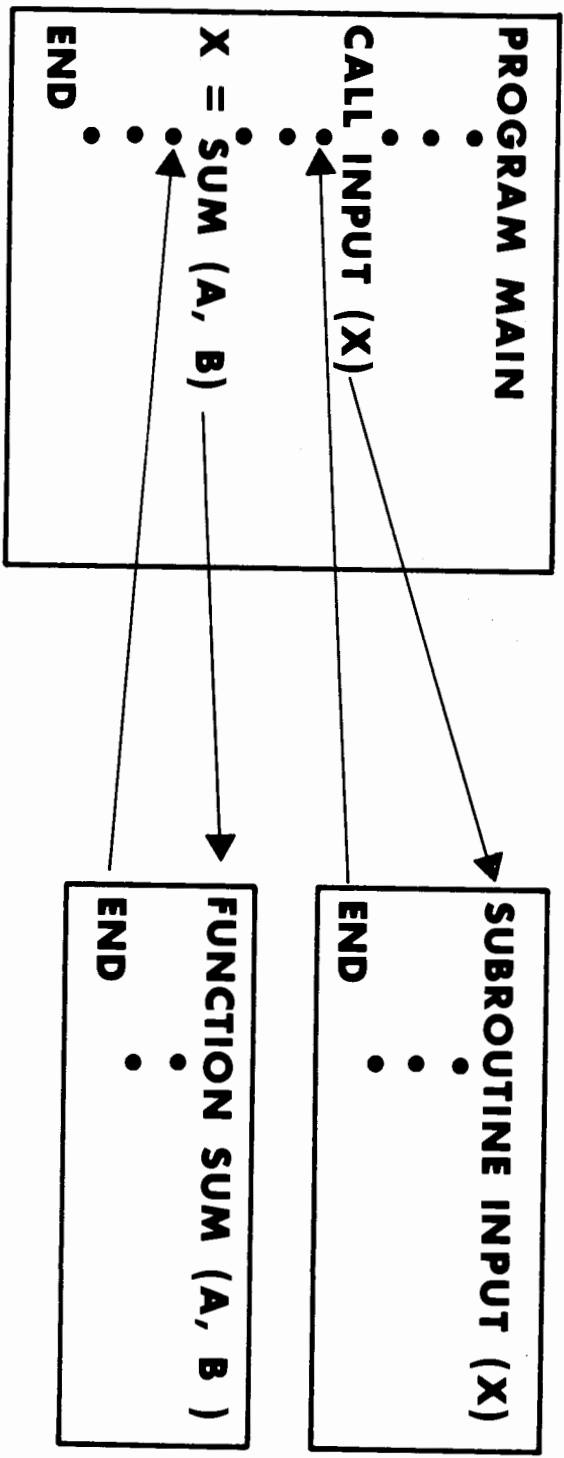 PROGRAM MAIN
CALL INPUT (X)
X = SUM (A, B)
END
SUBROUTINE INPUT (X)
END
FUNCTION SUM (A, B )
END